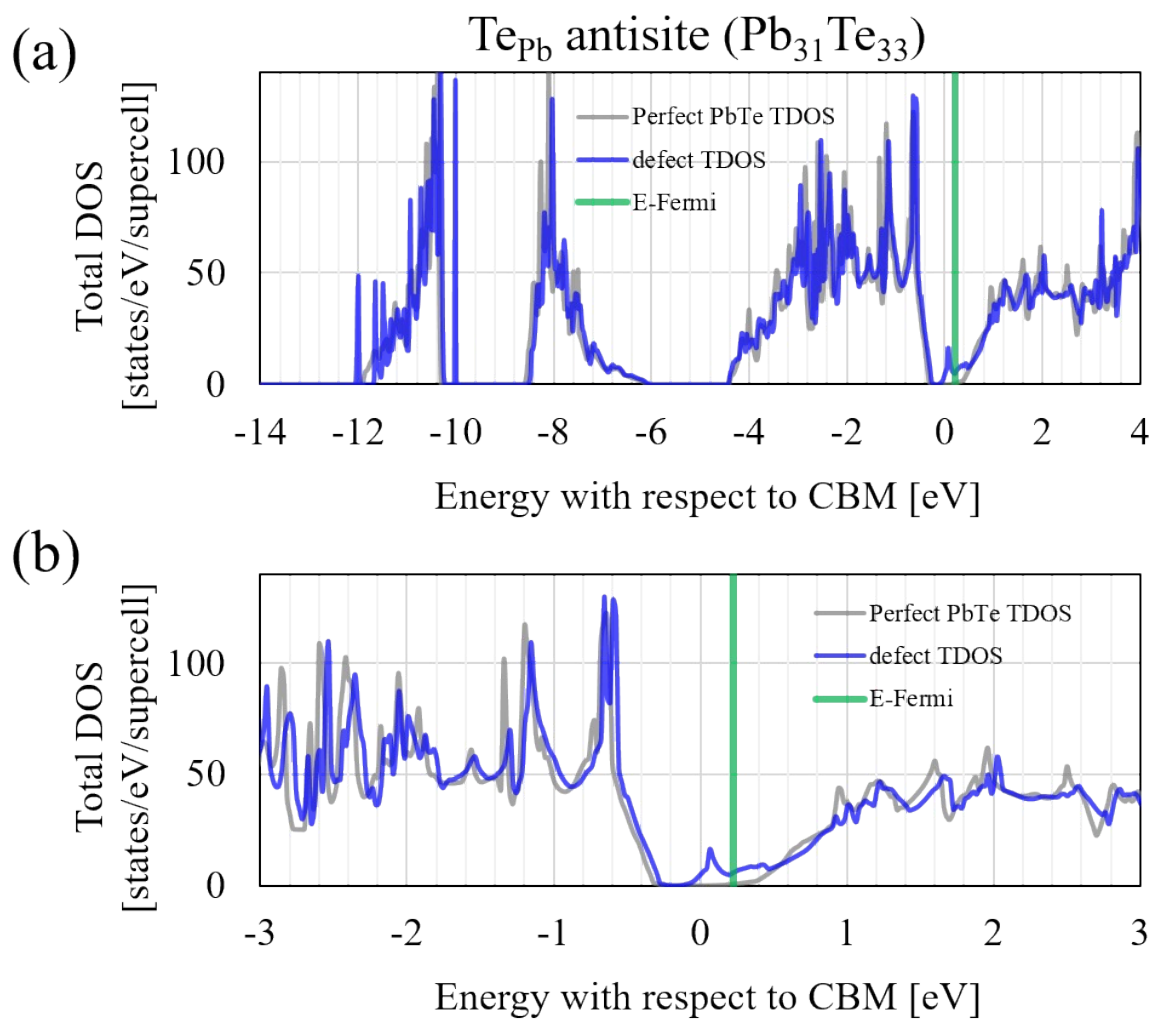 (a)
Te_Pb antisite (Pb₃₁Te₃₃)
Total DOS
[states/eV/supercell]
100
50
0
Perfect PbTe TDOS
defect TDOS
E-Fermi
-14 -12 -10 -8 -6 -4 -2 0 2 4
Energy with respect to CBM [eV]
(b)
Total DOS
[states/eV/supercell]
100
50
0
Perfect PbTe TDOS
defect TDOS
E-Fermi
-3 -2 -1 0 1 2 3
Energy with respect to CBM [eV]